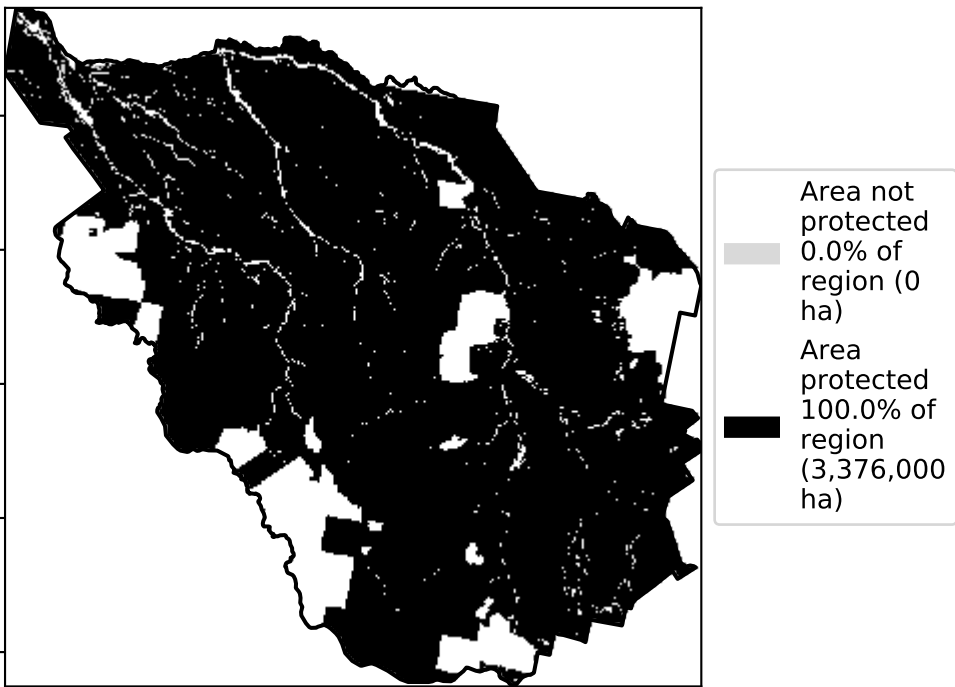 Area not
protected
0.0% of
region (0
ha)
Area
protected
100.0% of
region
(3,376,000
ha)